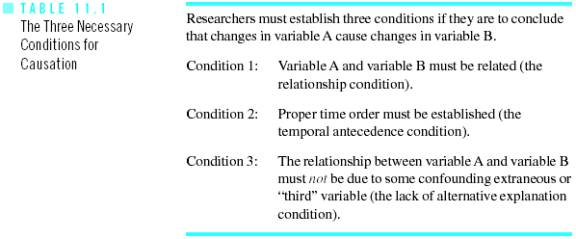 TABLE 11.1
The Three Necessary
Conditions for
Causation
Researchers must establish three conditions if they are to conclude
that changes in variable A cause changes in variable B.
Condition 1: Variable A and variable B must be related (the
relationship condition).
Condition 2: Proper time order must be established (the
temporal antecedence condition).
Condition 3: The relationship between variable A and variable B
must not be due to some confounding extraneous or
“third” variable (the lack of alternative explanation
condition).